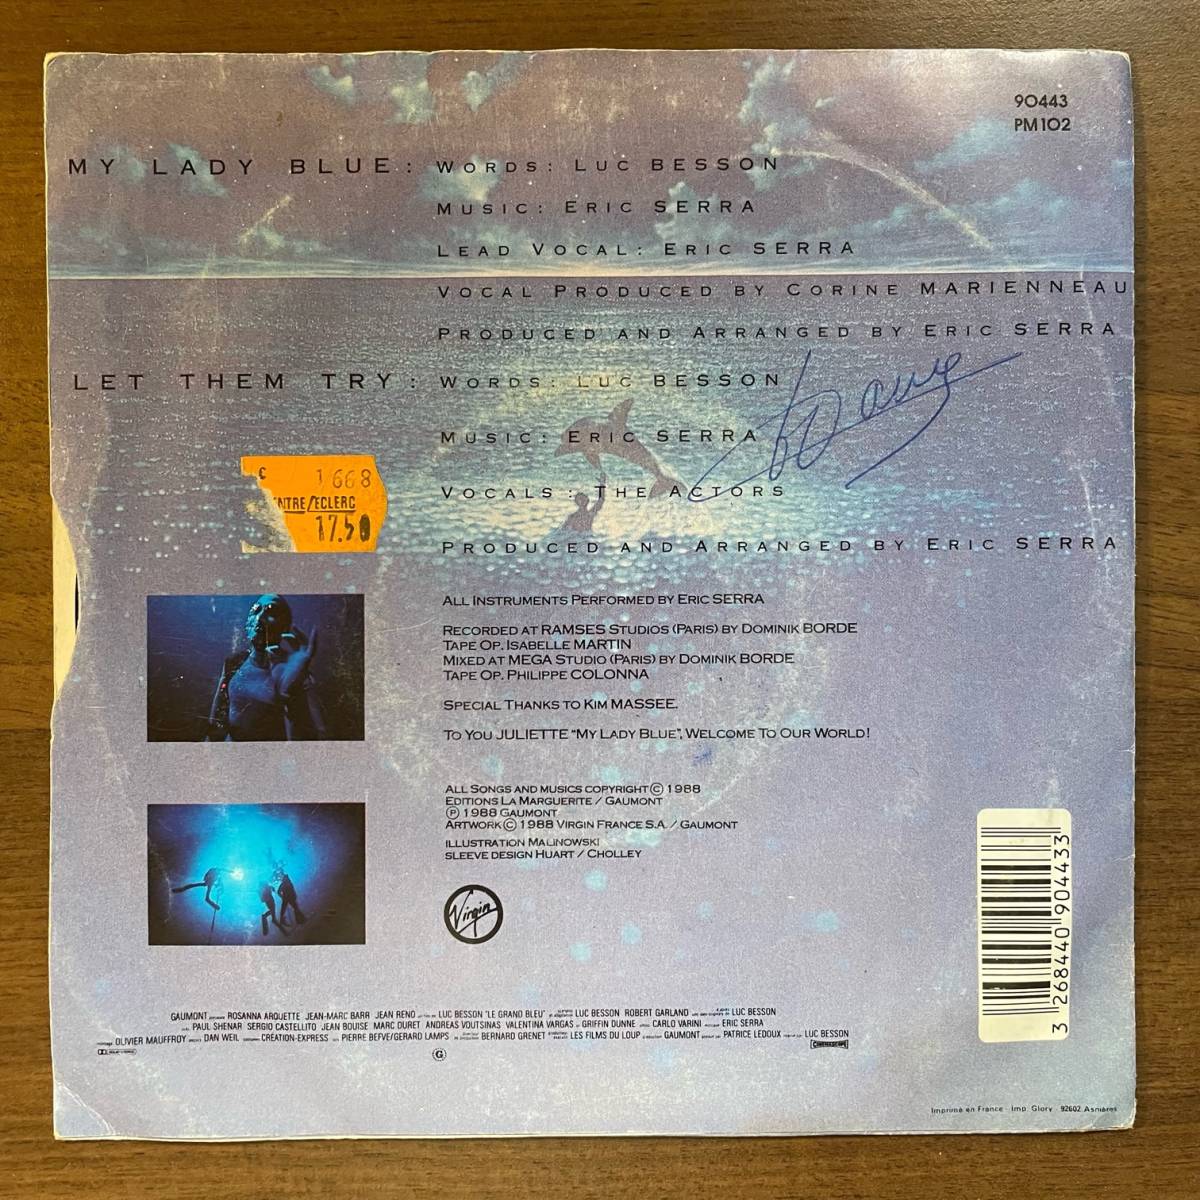 90443
PM 102
MY LADY BLUE: WORDS: LUC BESSON
MUSIC: ERIC SERRA
LEAD VOCAL: ERIC SERRA
VOCAL PRODUCED BY CORINE MARIENNEAU
PRODUCED AND ARRANGED BY ERIC SERRA
LET THEM TRY: WORDS: LUC BESSON
MUSIC: ERIC SERRA
VOCALS: THE ACTORS
PRODUCED AND ARRANGED BY ERIC SERRA
1668
NTRE/ECLERC
17.50
ALL INSTRUMENTS PERFORMED BY ERIC SERRA
RECORDED AT RAMSES STUDIOS (PARIS) BY DOMINIK BORDE
TAPE OP. ISABELLE MARTIN
MIXED AT MEGA STUDIO (PARIS) BY DOMINIK BORDE
TAPE OP. PHILIPPE COLONNA
SPECIAL THANKS TO KIM MASSEE.
TO YOU JULIETTE "MY LADY BLUE", WELCOME TO OUR WORLD!
ALL SONGS AND MUSICS COPYRIGHT © 1988
EDITIONS LA MARGUERITE / GAUMONT
℗ 1988 GAUMONT
ARTWORK © 1988 VIRGIN FRANCE S.A. / GAUMONT
ILLUSTRATION MALINOWSKI
SLEEVE DESIGN HUART / CHOLLEY
Virgin
3 268440 904433
GAUMONT ROSANNA ARQUETTE JEAN-MARC BARR JEAN RENO LUC BESSON "LE GRAND BLEU" LUC BESSON ROBERT GARLAND LUC BESSON
PAUL SHENAR SERGIO CASTELLITO JEAN BOUISE MARC DURET ANDREAS VOUTSINAS VALENTINA VARGAS GRIFFIN DUNNE CARLO VARINI ERIC SERRA
OLIVIER MAUFFROY DAN WEIL CRÉATION-EXPRESS PIERRE BEFVE/GERARD LAMPS BERNARD GRENET LES FILMS DU LOUP GAUMONT PATRICE LEDOUX LUC BESSON
G
CINEMASCOPE
Imprimé en France - Imp. Glory 92602 Asnières